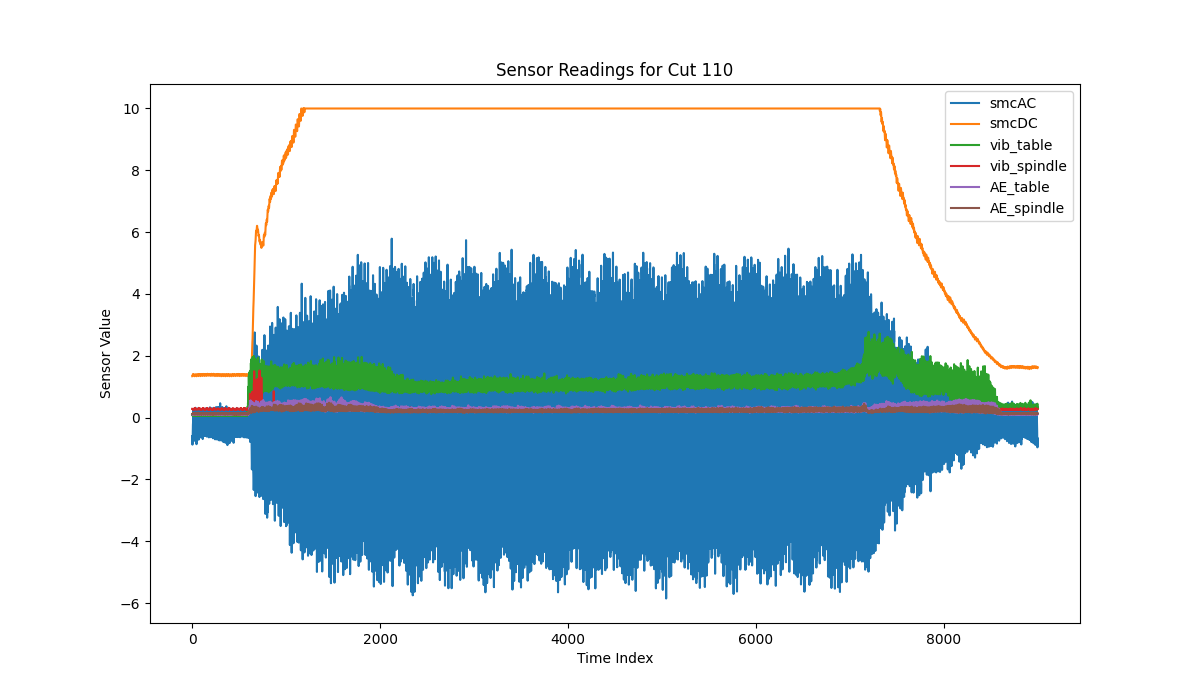 Sensor Readings for Cut 110
smcAC
smcDC
vib_table
vib_spindle
AE_table
AE_spindle
Sensor Value
10
8
6
4
2
0
−2
−4
−6
0 2000 4000 6000 8000
Time Index